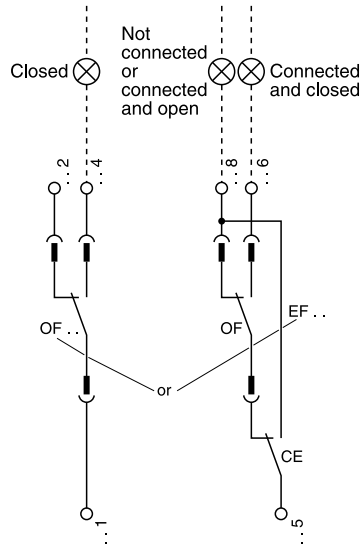 Closed
Not
connected
or
connected
and open
Connected
and closed
. . 2
. . 4
. . 8
. . 6
OF . .
OF
EF . .
or
CE
. . 1
. . 5